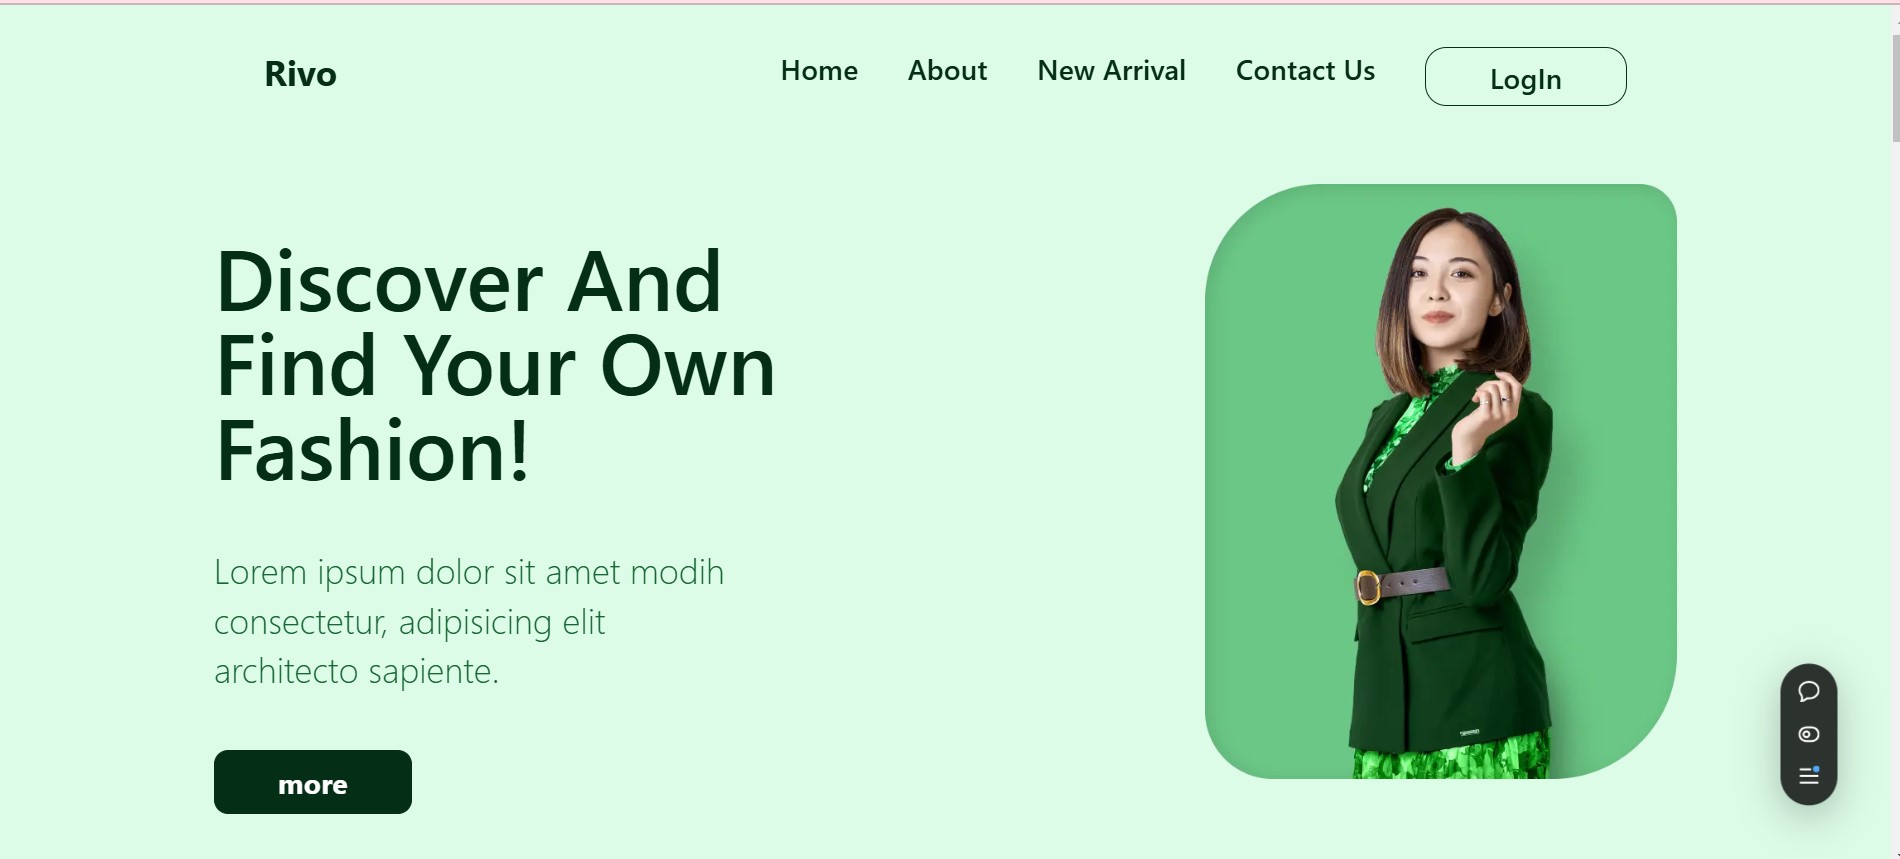 Rivo
Home
About
New Arrival
Contact Us
LogIn
Discover And
Find Your Own
Fashion!
Lorem ipsum dolor sit amet modih
consectetur, adipisicing elit
architecto sapiente.
more